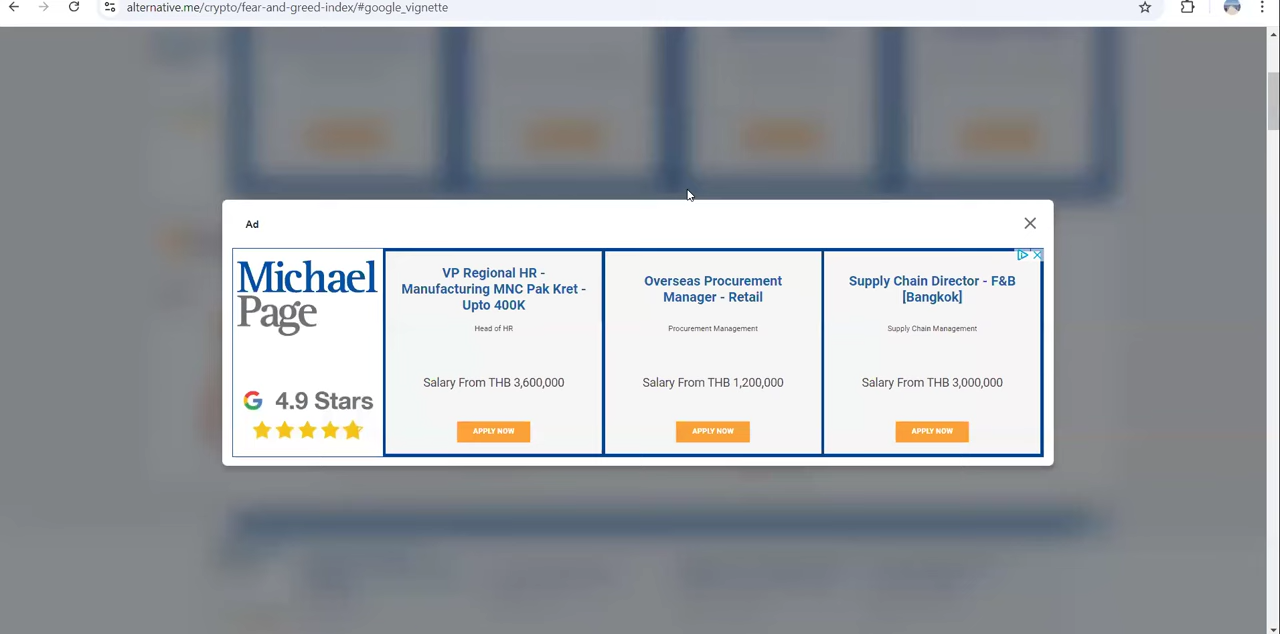 alternative.me/crypto/fear-and-greed-index/#google_vignette
Ad
Michael
Page
4.9 Stars
VP Regional HR -
Manufacturing MNC Pak Kret -
Upto 400K
Head of HR
Salary From THB 3,600,000
APPLY NOW
Overseas Procurement
Manager - Retail
Procurement Management
Salary From THB 1,200,000
APPLY NOW
Supply Chain Director - F&B
[Bangkok]
Supply Chain Management
Salary From THB 3,000,000
APPLY NOW